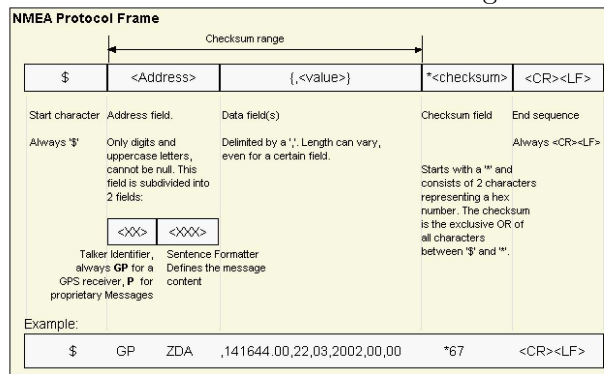 NMEA Protocol Frame
Checksum range
$ <Address> {,<value>} *<checksum> <CR><LF>
Start character Address field. Data field(s) Checksum field End sequence
Always '$' Only digits and uppercase letters, cannot be null. This field is subdivided into 2 fields:
Delimited by a ','. Length can vary, even for a certain field.
Always <CR><LF>
Starts with a '*' and consists of 2 characters representing a hex number. The checksum is the exclusive OR of all characters between '$' and '*'.
<XX> <XXX>
Talker Identifier, always GP for a GPS receiver, P for proprietary Messages
Sentence Formatter Defines the message content
Example:
$ GP ZDA ,141644.00,22,03,2002,00,00 *67 <CR><LF>